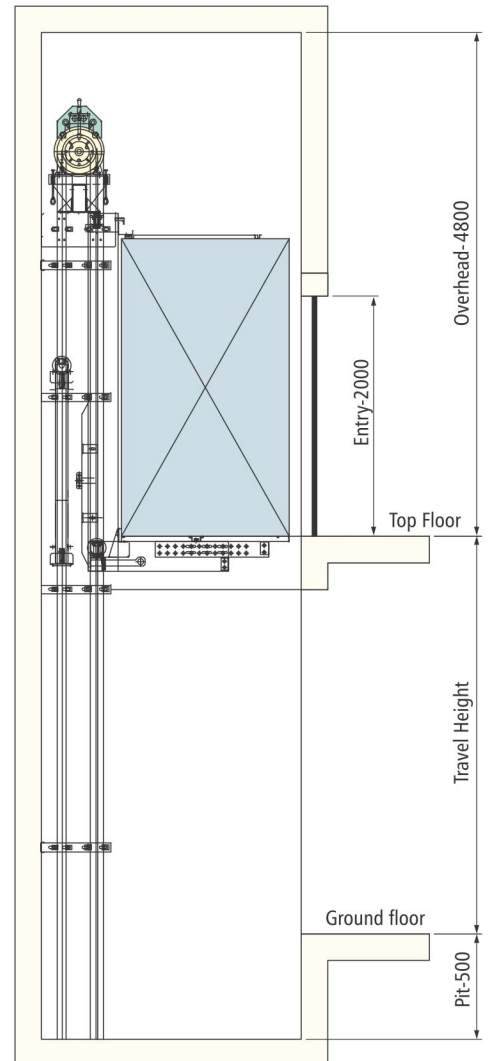 Overhead-4800
Entry-2000
Top Floor
Travel Height
Ground floor
Pit-500